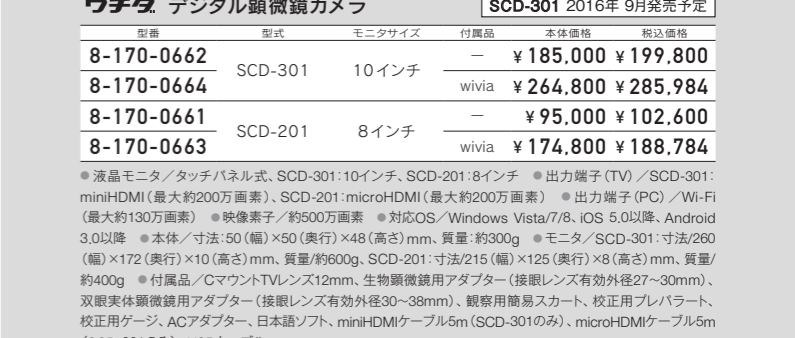 ウチダ デジタル顕微鏡カメラ SCD-301 2016年 9月発売予定
型番 型式 モニタサイズ 付属品 本体価格 税込価格
8-170-0662 SCD-301 10インチ ー ¥185,000 ¥199,800
8-170-0664 wivia ¥264,800 ¥285,984
8-170-0661 SCD-201 8インチ ー ¥95,000 ¥102,600
8-170-0663 wivia ¥174,800 ¥188,784
●液晶モニタ／タッチパネル式、SCD-301:10インチ、SCD-201:8インチ ●出力端子(TV)／SCD-301:
miniHDMI(最大約200万画素)、SCD-201:microHDMI(最大約200万画素) ●出力端子(PC)／Wi-Fi
(最大約130万画素) ●映像素子／約500万画素 ●対応OS／Windows Vista/7/8、iOS 5.0以降、Android
3.0以降 ●本体／寸法:50(幅)×50(奥行)×48(高さ)mm、質量:約300g ●モニタ／SCD-301:寸法/260
(幅)×172(奥行)×10(高さ)mm、質量/約600g、SCD-201:寸法/215(幅)×125(奥行)×8(高さ)mm、質量/
約400g ●付属品／CマウントTVレンズ12mm、生物顕微鏡用アダプター(接眼レンズ有効外径27～30mm)、
双眼実体顕微鏡用アダプター(接眼レンズ有効外径30～38mm)、観察用簡易スカート、校正用プレパラート、
校正用ゲージ、ACアダプター、日本語ソフト、miniHDMIケーブル5m(SCD-301のみ)、microHDMIケーブル5m